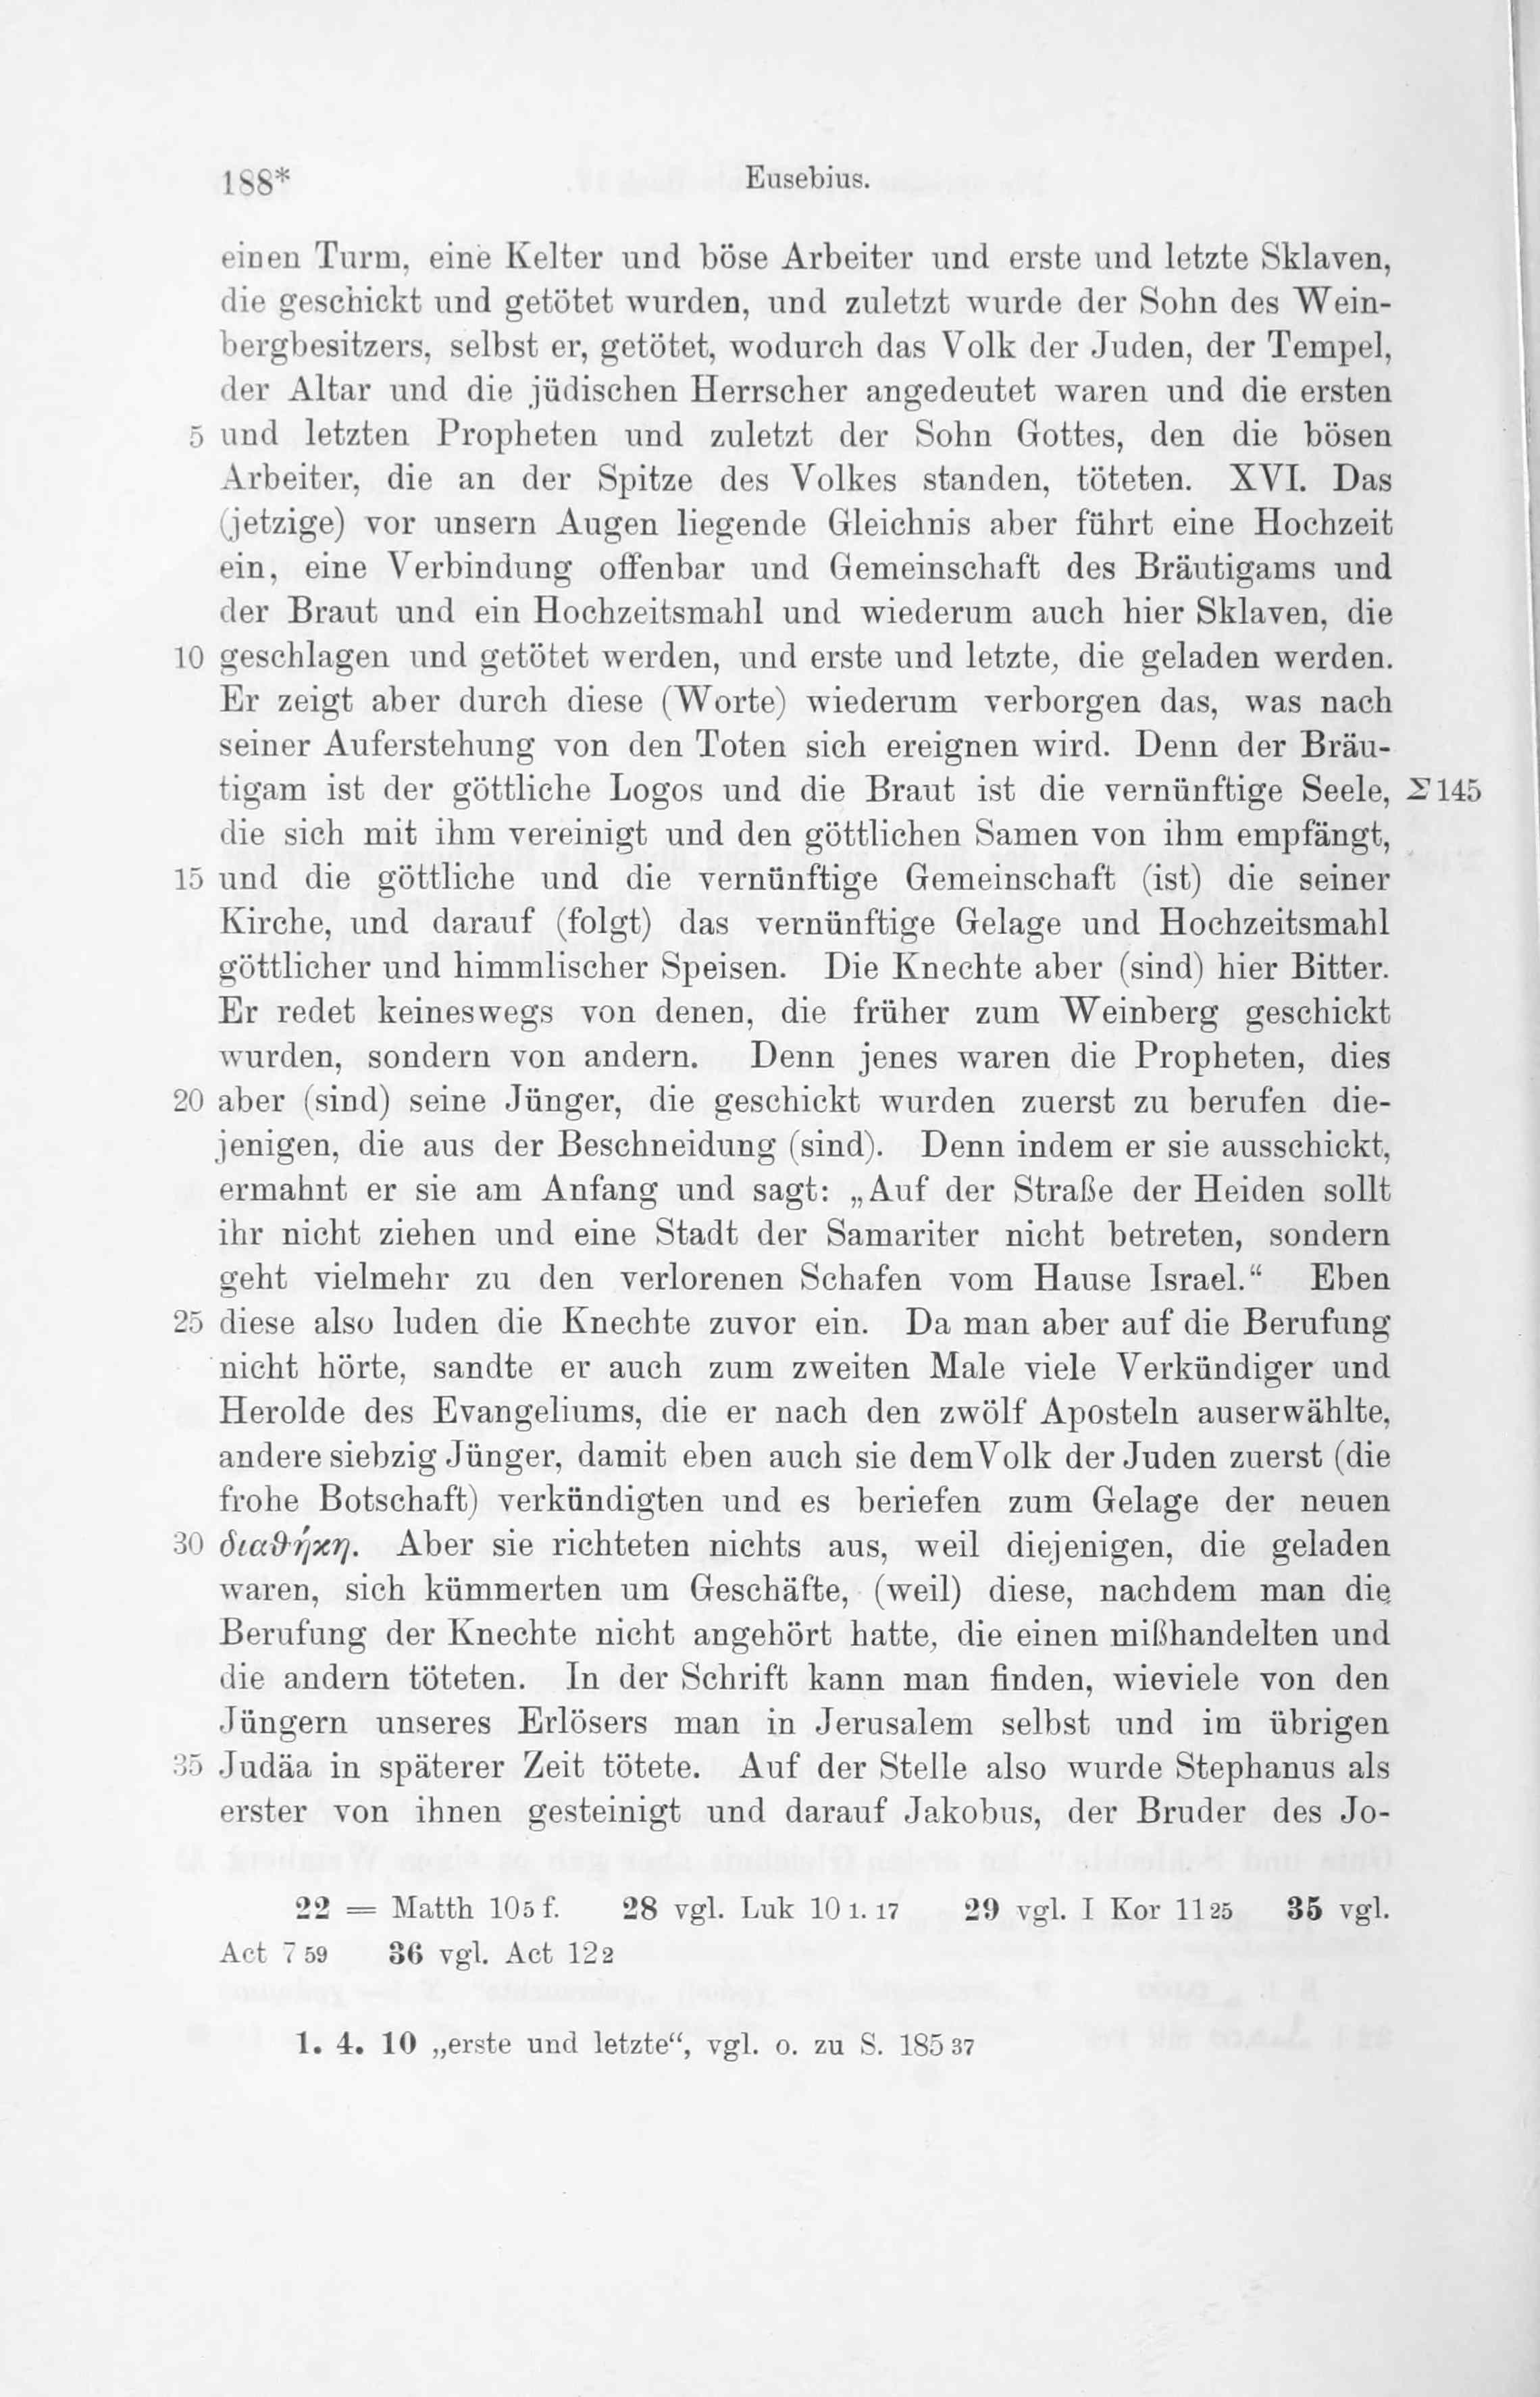 188*
Eusebius.
einen Turm, eine Kelter und böse Arbeiter und erste und letzte Sklaven,
die geschickt und getötet wurden, und zuletzt wurde der Sohn des Wein-
bergbesitzers, selbst er, getötet, wodurch das Volk der Juden, der Tempel,
der Altar und die jüdischen Herrscher angedeutet waren und die ersten
5 und letzten Propheten und zuletzt der Sohn Gottes, den die bösen
Arbeiter, die an der Spitze des Volkes standen, töteten. XVI. Das
(jetzige) vor unsern Augen liegende Gleichnis aber führt eine Hochzeit
ein, eine Verbindung offenbar und Gemeinschaft des Bräutigams und
der Braut und ein Hochzeitsmahl und wiederum auch hier Sklaven, die
10 geschlagen und getötet werden, und erste und letzte, die geladen werden.
Er zeigt aber durch diese (Worte) wiederum verborgen das, was nach
seiner Auferstehung von den Toten sich ereignen wird. Denn der Bräu-
tigam ist der göttliche Logos und die Braut ist die vernünftige Seele, Σ 145
die sich mit ihm vereinigt und den göttlichen Samen von ihm empfängt,
15 und die göttliche und die vernünftige Gemeinschaft (ist) die seiner
Kirche, und darauf (folgt) das vernünftige Gelage und Hochzeitsmahl
göttlicher und himmlischer Speisen. Die Knechte aber (sind) hier Bitter.
Er redet keineswegs von denen, die früher zum Weinberg geschickt
wurden, sondern von andern. Denn jenes waren die Propheten, dies
20 aber (sind) seine Jünger, die geschickt wurden zuerst zu berufen die-
jenigen, die aus der Beschneidung (sind). Denn indem er sie ausschickt,
ermahnt er sie am Anfang und sagt: „Auf der Straße der Heiden sollt
ihr nicht ziehen und eine Stadt der Samariter nicht betreten, sondern
geht vielmehr zu den verlorenen Schafen vom Hause Israel.“ Eben
25 diese also luden die Knechte zuvor ein. Da man aber auf die Berufung
nicht hörte, sandte er auch zum zweiten Male viele Verkündiger und
Herolde des Evangeliums, die er nach den zwölf Aposteln auserwählte,
andere siebzig Jünger, damit eben auch sie dem Volk der Juden zuerst (die
frohe Botschaft) verkündigten und es beriefen zum Gelage der neuen
30 διαθήκη. Aber sie richteten nichts aus, weil diejenigen, die geladen
waren, sich kümmerten um Geschäfte, (weil) diese, nachdem man die
Berufung der Knechte nicht angehört hatte, die einen mißhandelten und
die andern töteten. In der Schrift kann man finden, wieviele von den
Jüngern unseres Erlösers man in Jerusalem selbst und im übrigen
35 Judäa in späterer Zeit tötete. Auf der Stelle also wurde Stephanus als
erster von ihnen gesteinigt und darauf Jakobus, der Bruder des Jo-
22 = Matth 10 5 f. 28 vgl. Luk 10 1. 17 29 vgl. I Kor 11 25 35 vgl.
Act 7 59 36 vgl. Act 12 2
1. 4. 10 „erste und letzte“, vgl. o. zu S. 185 37